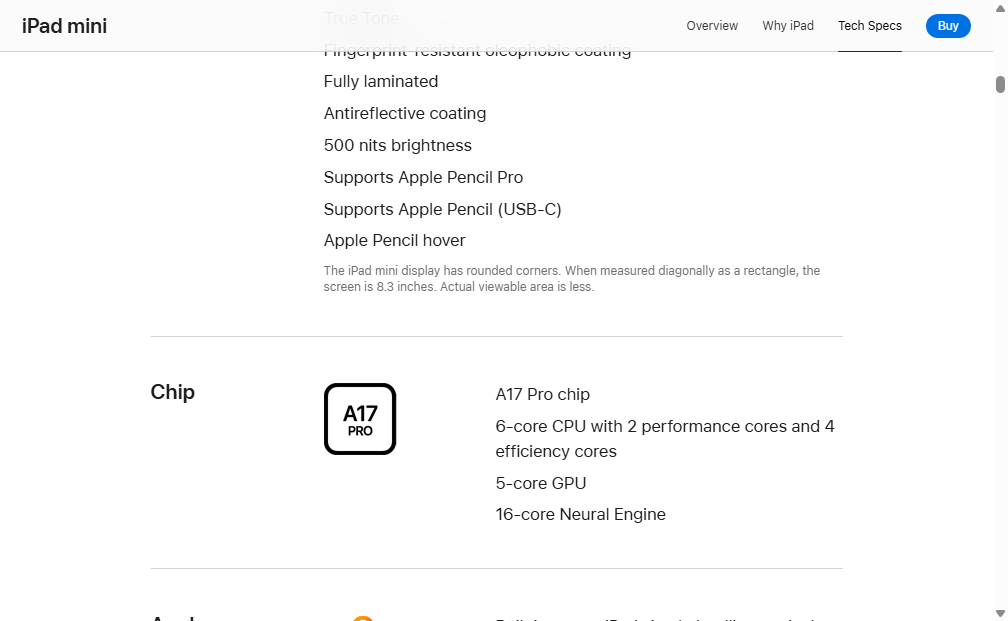 iPad mini
Overview
Why iPad
Tech Specs
Buy
True Tone
Fingerprint-resistant oleophobic coating
Fully laminated
Antireflective coating
500 nits brightness
Supports Apple Pencil Pro
Supports Apple Pencil (USB-C)
Apple Pencil hover
The iPad mini display has rounded corners. When measured diagonally as a rectangle, the
screen is 8.3 inches. Actual viewable area is less.
Chip
A17
PRO
A17 Pro chip
6-core CPU with 2 performance cores and 4
efficiency cores
5-core GPU
16-core Neural Engine